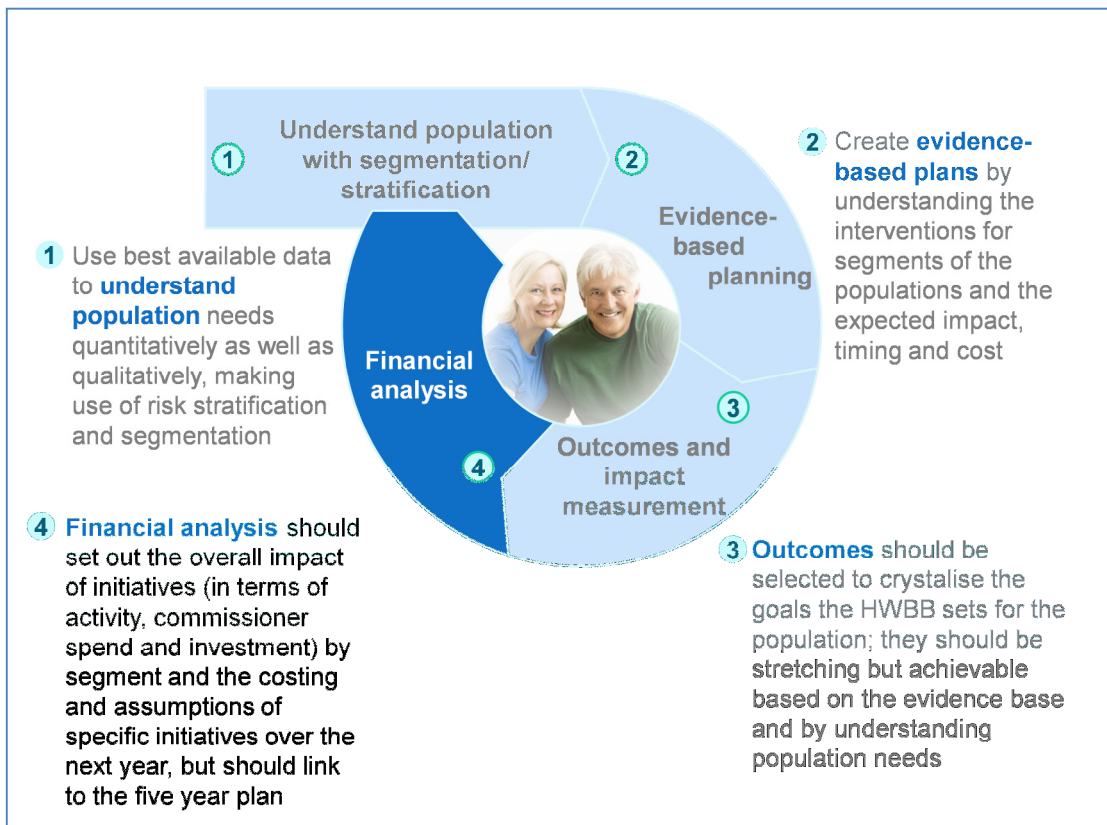 1
Understand population
with segmentation/
stratification
2
Evidence-
based
planning
3
Outcomes and
impact
measurement
4
Financial
analysis
1 Use best available data
to understand
population needs
quantitatively as well as
qualitatively, making
use of risk stratification
and segmentation
2 Create evidence-
based plans by
understanding the
interventions for
segments of the
populations and the
expected impact,
timing and cost
3 Outcomes should be
selected to crystalise the
goals the HWBB sets for the
population; they should be
stretching but achievable
based on the evidence base
and by understanding
population needs
4 Financial analysis should
set out the overall impact
of initiatives (in terms of
activity, commissioner
spend and investment) by
segment and the costing
and assumptions of
specific initiatives over the
next year, but should link
to the five year plan